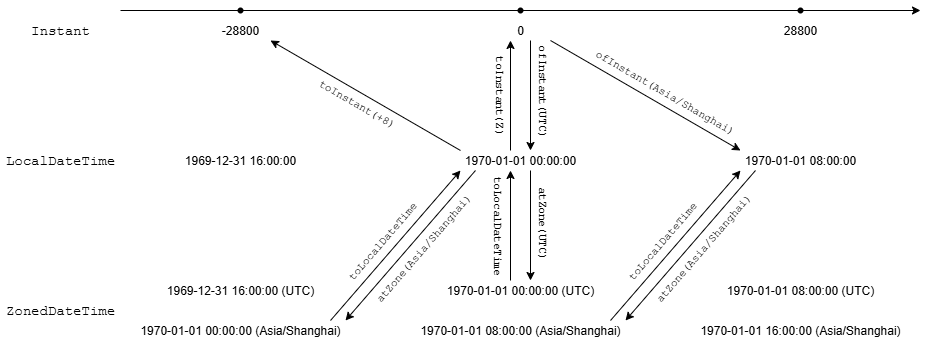 Instant -28800 0 28800
toInstant(+8) toInstant(Z) ofInstant(UTC) ofInstant(Asia/Shanghai)
LocalDateTime 1969-12-31 16:00:00 1970-01-01 00:00:00 1970-01-01 08:00:00
toLocalDateTime atZone(Asia/Shanghai) toLocalDateTime atZone(UTC) toLocalDateTime atZone(Asia/Shanghai)
1969-12-31 16:00:00 (UTC) 1970-01-01 00:00:00 (UTC) 1970-01-01 08:00:00 (UTC)
ZonedDateTime
1970-01-01 00:00:00 (Asia/Shanghai) 1970-01-01 08:00:00 (Asia/Shanghai) 1970-01-01 16:00:00 (Asia/Shanghai)